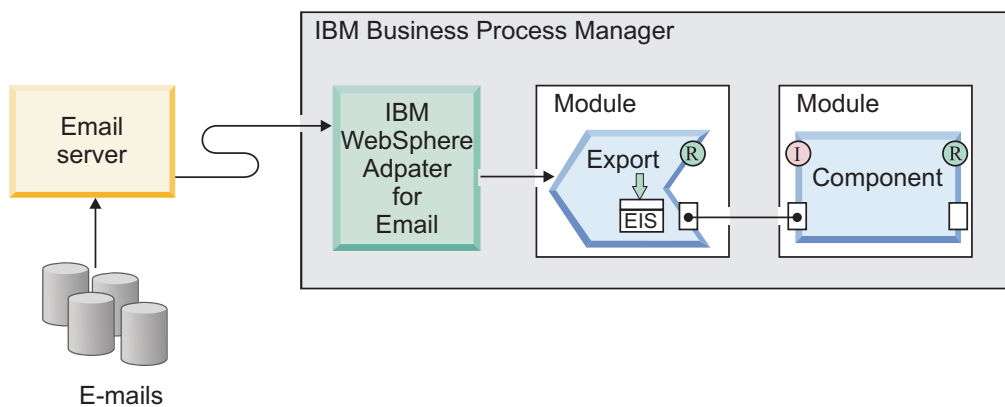 IBM Business Process Manager
Email
server
IBM
WebSphere
Adpater
for
Email
Module
Export
R
EIS
Module
I
R
Component
E-mails